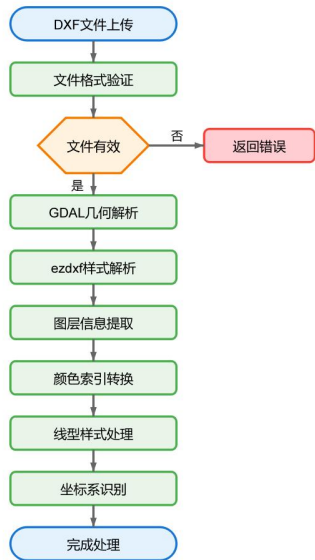 DXF文件上传
文件格式验证
文件有效
否
返回错误
是
GDAL几何解析
ezdxf样式解析
图层信息提取
颜色索引转换
线型样式处理
坐标系识别
完成处理